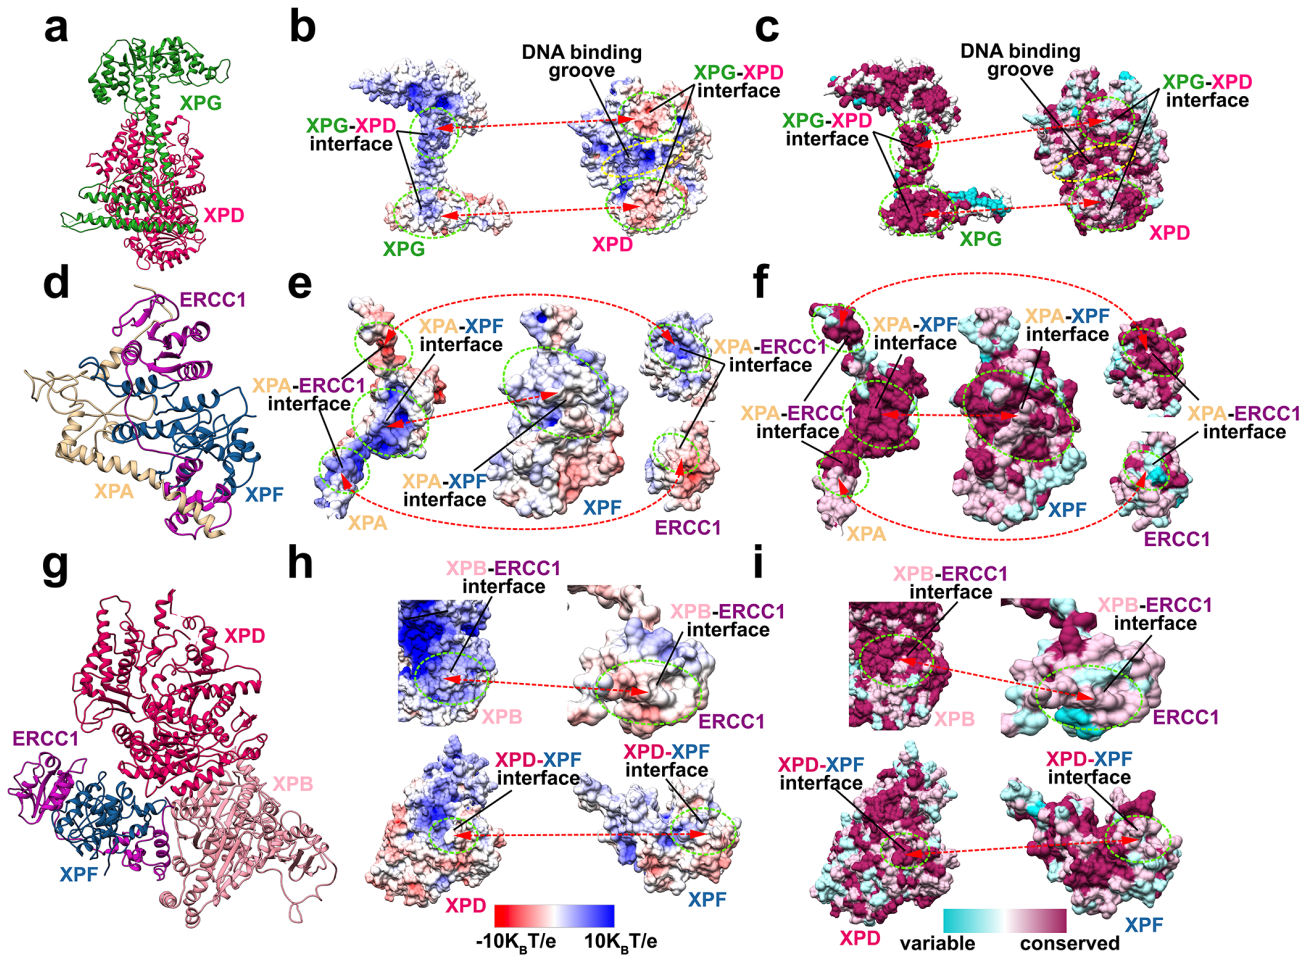 a
XPG
XPD
b
DNA binding
groove
XPG-XPD
interface
XPG-XPD
interface
XPG
XPD
c
DNA binding
groove
XPG-XPD
interface
XPG-XPD
interface
XPG
XPD
d
ERCC1
XPA
XPF
e
XPA-XPF
interface
XPA-ERCC1
interface
XPA-ERCC1
interface
XPA-XPF
interface
XPA
XPF
ERCC1
f
XPA-XPF
interface
XPA-XPF
interface
XPA-ERCC1
interface
XPA-ERCC1
interface
XPA
XPF
ERCC1
g
XPD
ERCC1
XPB
XPF
h
XPB-ERCC1
interface
XPB-ERCC1
interface
XPB
ERCC1
XPD-XPF
interface
XPD-XPF
interface
XPD
XPF
-10KBT/e
10KBT/e
i
XPB-ERCC1
interface
XPB-ERCC1
interface
XPB
ERCC1
XPD-XPF
interface
XPD-XPF
interface
XPD
XPF
variable
conserved